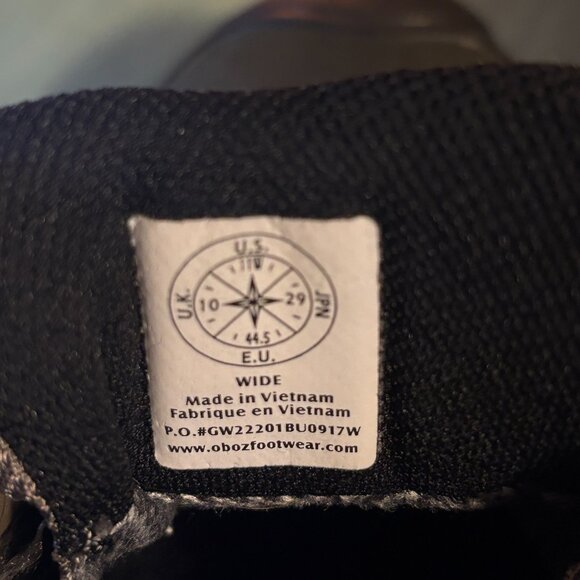 U.S.
11W
U.K. 10 29 JPN
44.5
E.U.
WIDE
Made in Vietnam
Fabrique en Vietnam
P.O.#GW22201BU0917W
www.obozfootwear.com